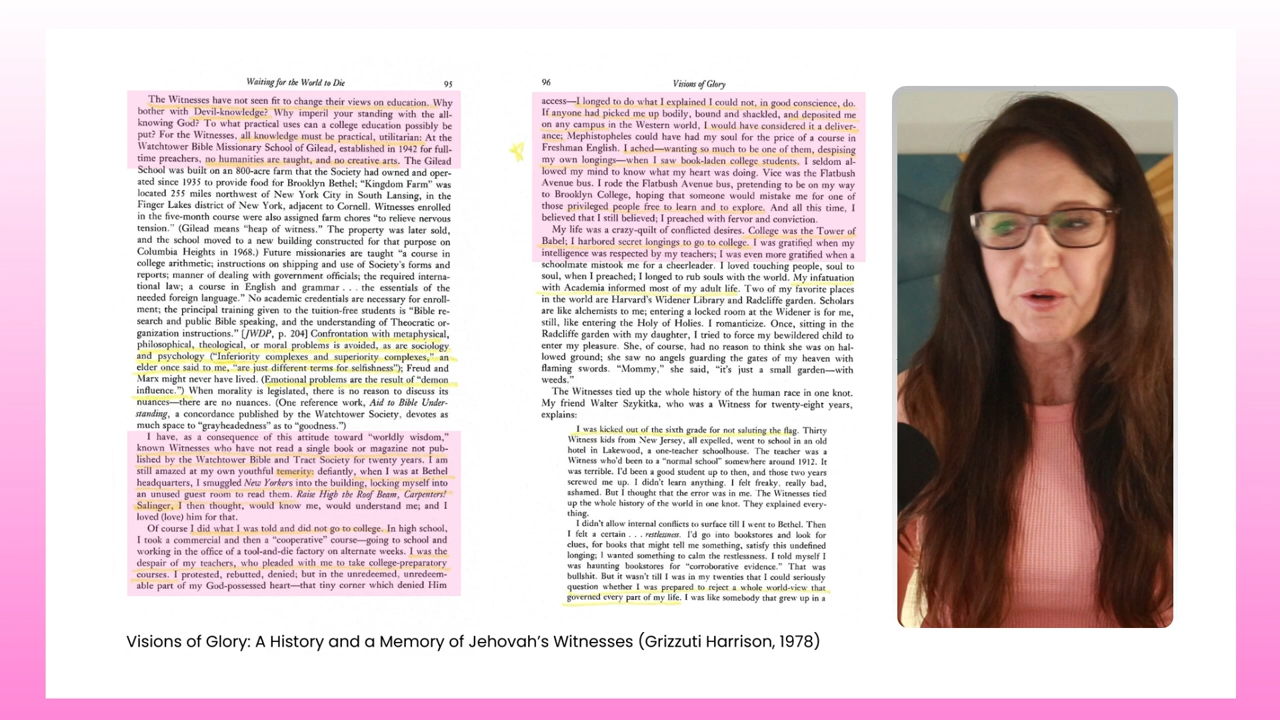 Waiting for the World to Die 95
The Witnesses have not seen fit to change their views on education. Why
bother with Devil-knowledge? Why imperil your standing with the all-
knowing God? To what practical uses can a college education possibly be
put? For the Witnesses, all knowledge must be practical, utilitarian: At the
Watchtower Bible Missionary School of Gilead, established in 1942 for full-
time preachers, no humanities are taught, and no creative arts. The Gilead
School was built on an 800-acre farm that the Society had owned and oper-
ated since 1935 to provide food for Brooklyn Bethel; "Kingdom Farm" was
located 255 miles northwest of New York City in South Lansing, in the
Finger Lakes district of New York, adjacent to Cornell. Witnesses enrolled
in the five-month course were also assigned farm chores "to relieve nervous
tension." (Gilead means "heap of witness." The property was later sold,
and the school moved to a new building constructed for that purpose on
Columbia Heights in 1968.) Future missionaries are taught "a course in
college arithmetic; instructions on shipping and use of Society's forms and
reports; manner of dealing with government officials; the required interna-
tional law; a course in English and grammar . . . the essentials of the
needed foreign language." No academic credentials are necessary for enroll-
ment; the principal training given to the tuition-free students is "Bible re-
search and public Bible speaking, and the understanding of Theocratic or-
ganization instructions." [JWDP, p. 204] Confrontation with metaphysical,
philosophical, theological, or moral problems is avoided, as are sociology
and psychology ("Inferiority complexes and superiority complexes," an
elder once said to me, "are just different terms for selfishness"); Freud and
Marx might never have lived. (Emotional problems are the result of "demon
influence.") When morality is legislated, there is no reason to discuss its
nuances—there are no nuances. (One reference work, Aid to Bible Under-
standing, a concordance published by the Watchtower Society, devotes as
much space to "grayheadedness" as to "goodness.")
I have, as a consequence of this attitude toward "worldly wisdom,"
known Witnesses who have not read a single book or magazine not pub-
lished by the Watchtower Bible and Tract Society for twenty years. I am
still amazed at my own youthful temerity: defiantly, when I was at Bethel
headquarters, I smuggled New Yorkers into the building, locking myself into
an unused guest room to read them. Raise High the Roof Beam, Carpenters!
Salinger, I then thought, would know me, would understand me; and I
loved (love) him for that.
Of course I did what I was told and did not go to college. In high school,
I took a commercial and then a "cooperative" course—going to school and
working in the office of a tool-and-die factory on alternate weeks. I was the
despair of my teachers, who pleaded with me to take college-preparatory
courses. I protested, rebutted, denied; but in the unredeemed, unredeem-
able part of my God-possessed heart—that tiny corner which denied Him
96 Visions of Glory
access—I longed to do what I explained I could not, in good conscience, do.
If anyone had picked me up bodily, bound and shackled, and deposited me
on any campus in the Western world, I would have considered it a deliver-
ance; Mephistopheles could have had my soul for the price of a course in
Freshman English. I ached—wanting so much to be one of them, despising
my own longings—when I saw book-laden college students. I seldom al-
lowed my mind to know what my heart was doing. Vice was the Flatbush
Avenue bus. I rode the Flatbush Avenue bus, pretending to be on my way
to Brooklyn College, hoping that someone would mistake me for one of
those privileged people free to learn and to explore. And all this time, I
believed that I still believed; I preached with fervor and conviction.
My life was a crazy-quilt of conflicted desires. College was the Tower of
Babel; I harbored secret longings to go to college. I was gratified when my
intelligence was respected by my teachers; I was even more gratified when a
schoolmate mistook me for a cheerleader. I loved touching people, soul to
soul, when I preached; I longed to rub souls with the world. My infatuation
with Academia informed most of my adult life. Two of my favorite places
in the world are Harvard's Widener Library and Radcliffe garden. Scholars
are like alchemists to me; entering a locked room at the Widener is for me,
still, like entering the Holy of Holies. I romanticize. Once, sitting in the
Radcliffe garden with my daughter, I tried to force my bewildered child to
enter my pleasure. She, of course, had no reason to think she was on hal-
lowed ground; she saw no angels guarding the gates of my heaven with
flaming swords. "Mommy," she said, "it's just a small garden—with
weeds."
The Witnesses tied up the whole history of the human race in one knot.
My friend Walter Szykitka, who was a Witness for twenty-eight years,
explains:
I was kicked out of the sixth grade for not saluting the flag. Thirty
Witness kids from New Jersey, all expelled, went to school in an old
hotel in Lakewood, a one-teacher schoolhouse. The teacher was a
Witness who'd been to a "normal school" somewhere around 1912. It
was terrible. I'd been a good student up to then, and those two years
screwed me up. I didn't learn anything. I felt freaky, really bad,
ashamed. But I thought that the error was in me. The Witnesses tied
up the whole history of the world in one knot. They explained every-
thing.
I didn't allow internal conflicts to surface till I went to Bethel. Then
I felt a certain . . . restlessness. I'd go into bookstores and look for
clues, for books that might tell me something, satisfy this undefined
longing; I wanted something to calm the restlessness. I told myself I
was haunting bookstores for "corroborative evidence." That was
bullshit. But it wasn't till I was in my twenties that I could seriously
question whether I was prepared to reject a whole world-view that
governed every part of my life. I was like somebody that grew up in a
Visions of Glory: A History and a Memory of Jehovah's Witnesses (Grizzuti Harrison, 1978)